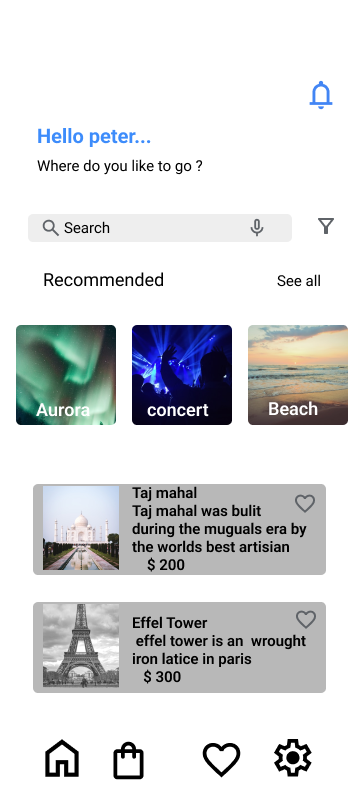 Hello peter...
Where do you like to go ?
Search
Recommended
See all
Aurora
concert
Beach
Taj mahal
Taj mahal was bulit
during the muguals era by
the worlds best artisian
$ 200
Effel Tower
effel tower is an wrought
iron latice in paris
$ 300